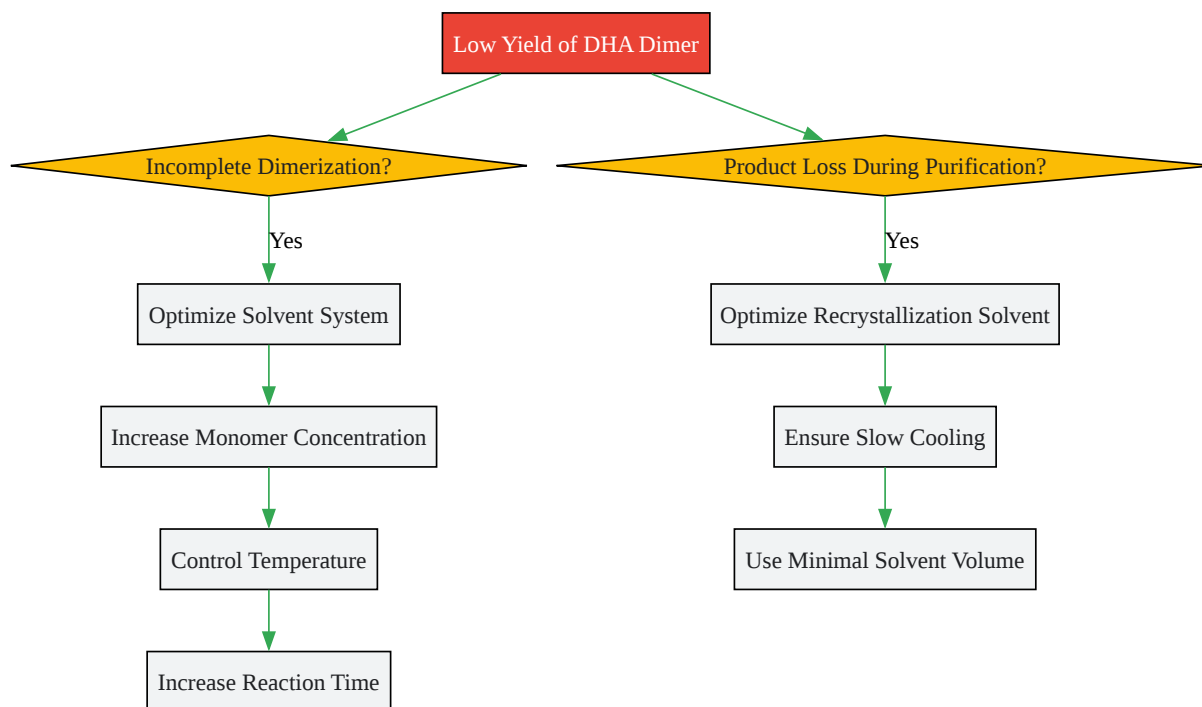 Low Yield of DHA Dimer
Incomplete Dimerization?
Product Loss During Purification?
Yes
Yes
Optimize Solvent System
Optimize Recrystallization Solvent
Increase Monomer Concentration
Ensure Slow Cooling
Control Temperature
Use Minimal Solvent Volume
Increase Reaction Time